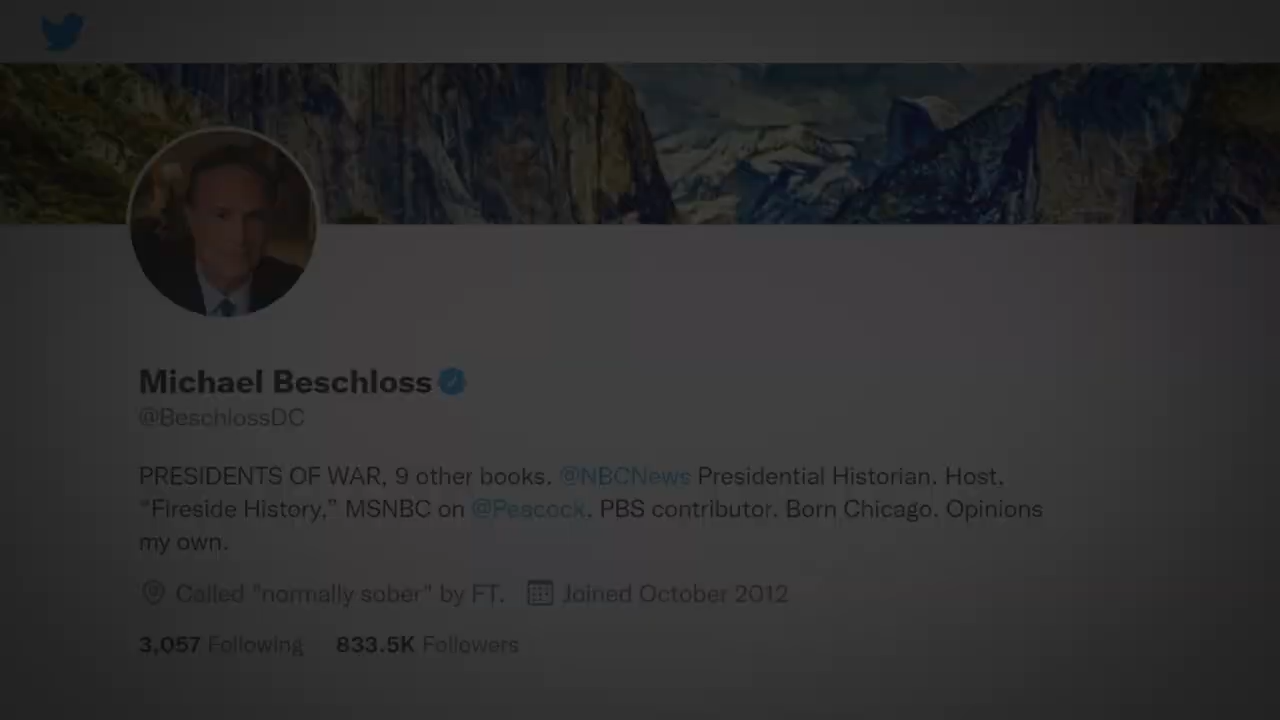 Michael Beschloss
@BeschlossDC
PRESIDENTS OF WAR, 9 other books. @NBCNews Presidential Historian. Host.
“Fireside History,” MSNBC on @Peacock. PBS contributor. Born Chicago. Opinions
my own.
Called "normally sober" by FT. Joined October 2012
3,057 Following 833.5K Followers